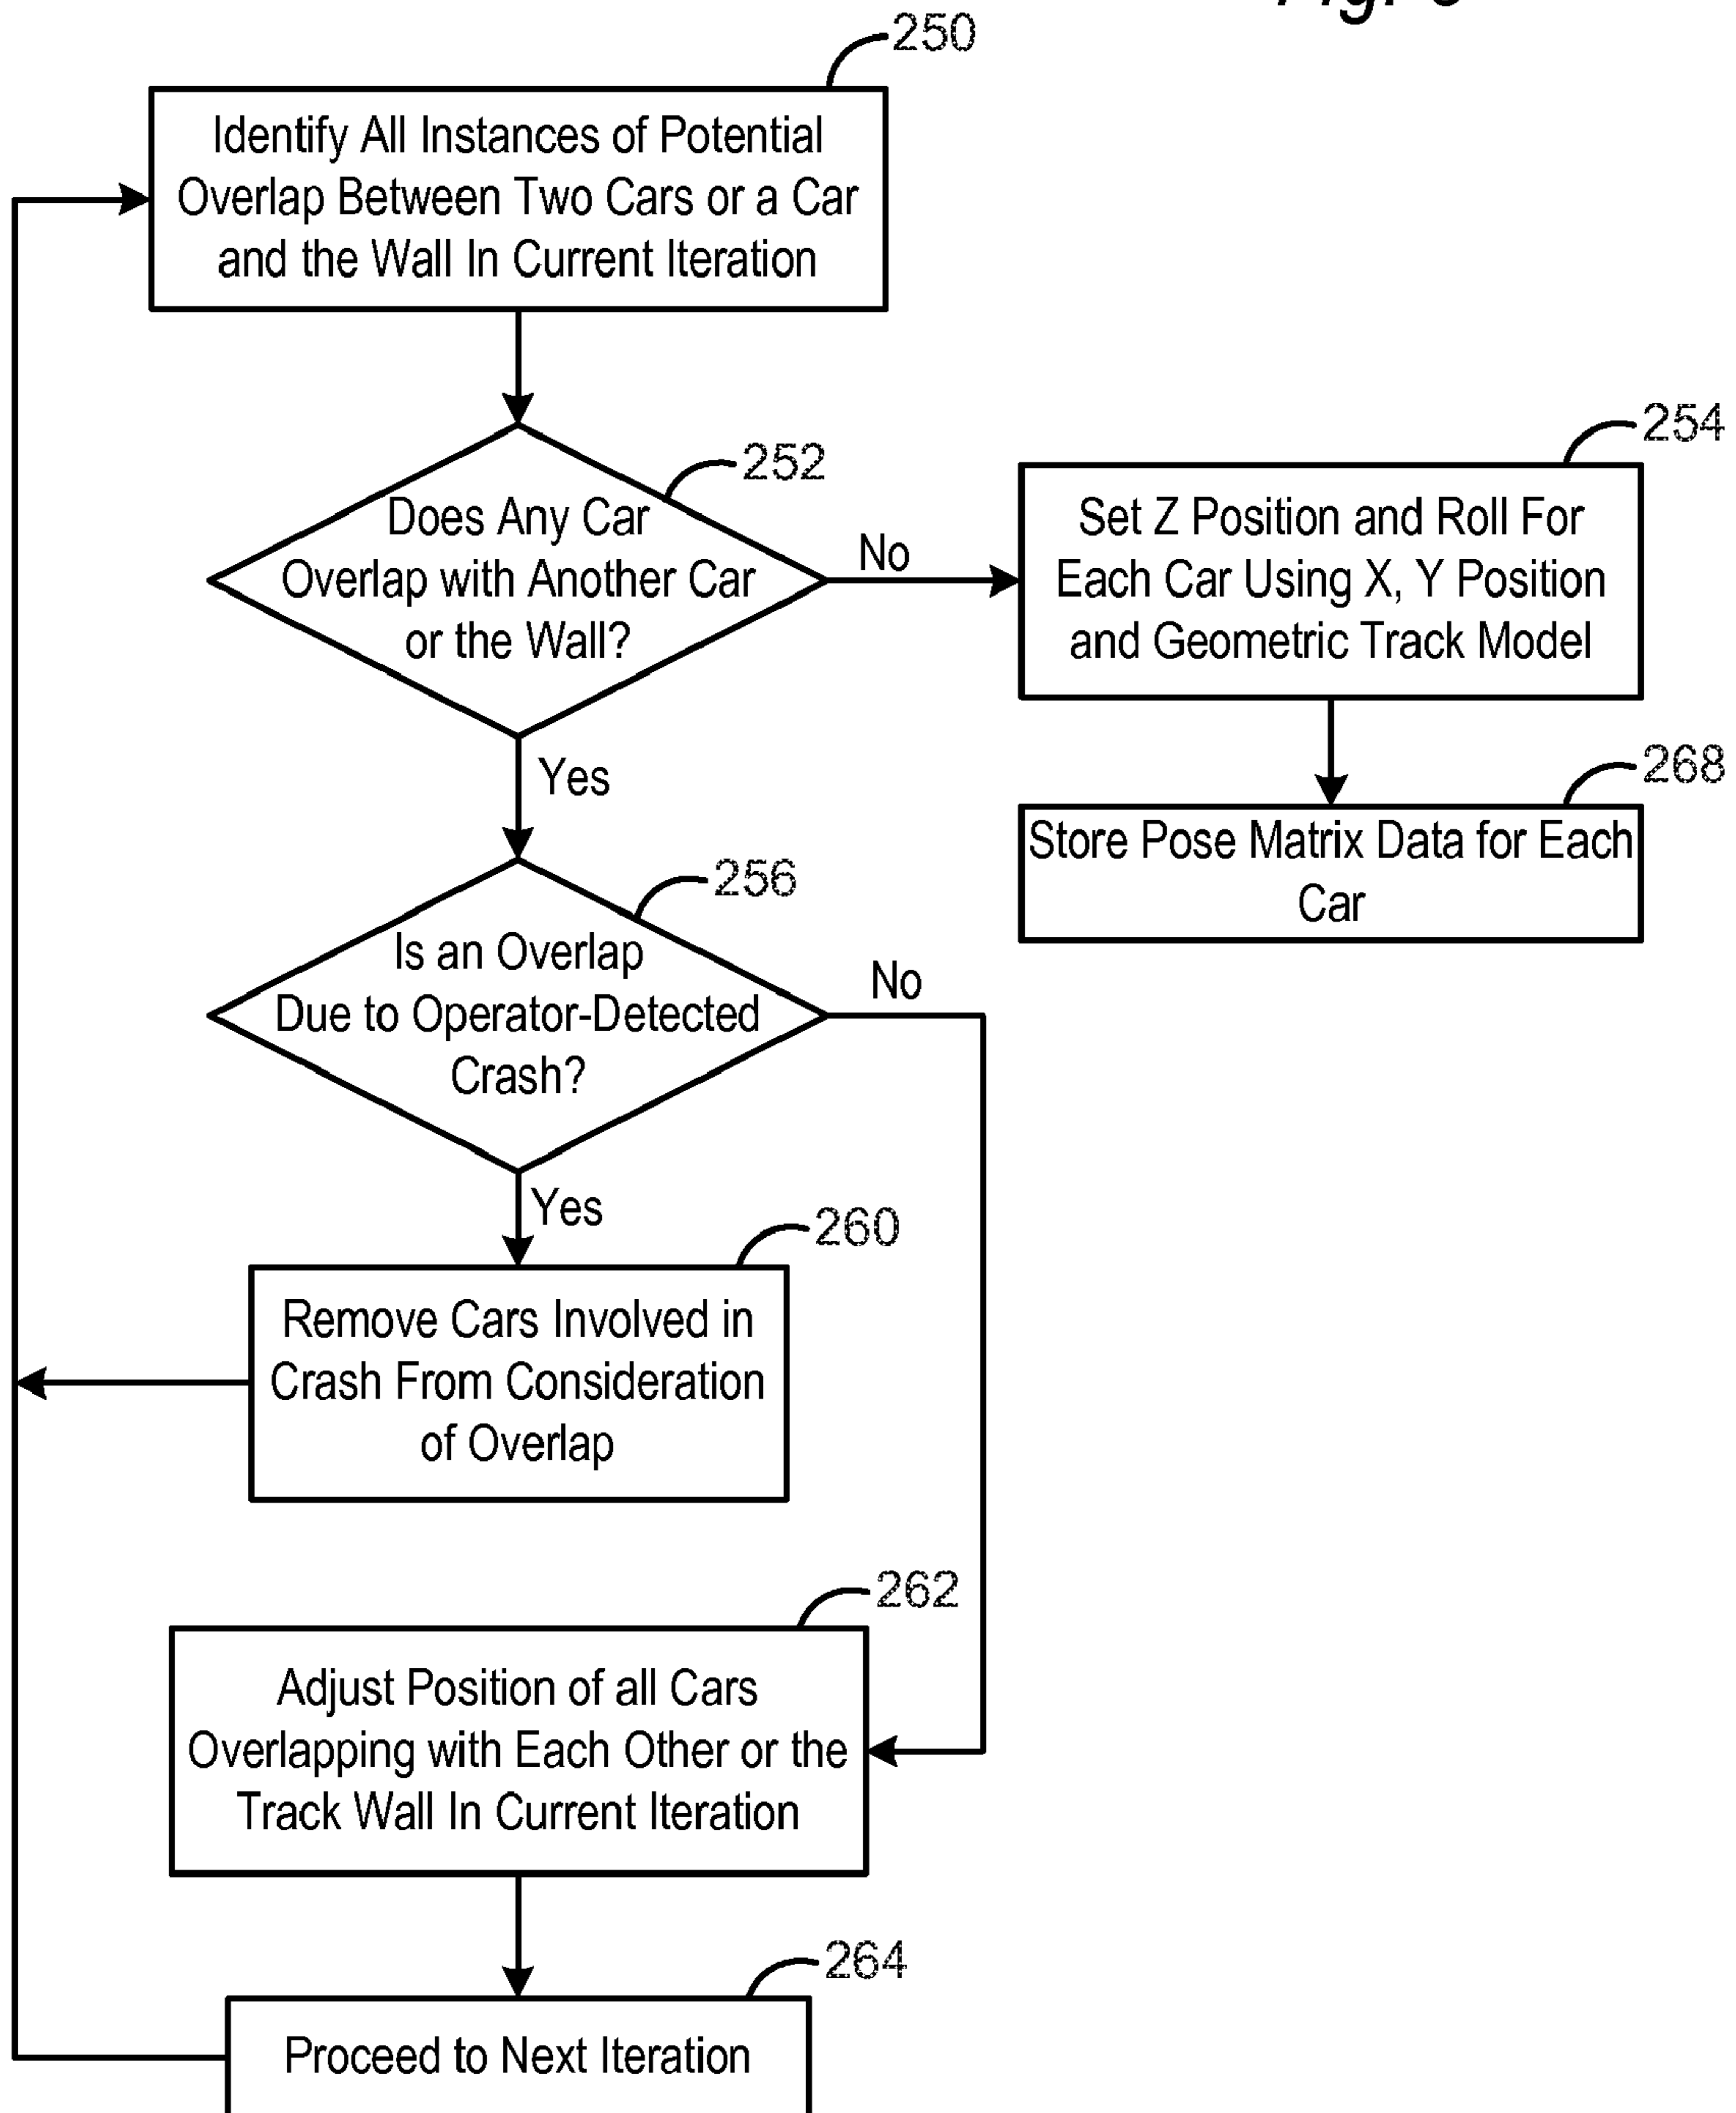 250
Identify All Instances of Potential
Overlap Between Two Cars or a Car
and the Wall In Current Iteration
252
Does Any Car
Overlap with Another Car
or the Wall?
No
254
Set Z Position and Roll For
Each Car Using X, Y Position
and Geometric Track Model
Yes
268
Store Pose Matrix Data for Each
Car
256
Is an Overlap
Due to Operator-Detected
Crash?
No
Yes
260
Remove Cars Involved in
Crash From Consideration
of Overlap
262
Adjust Position of all Cars
Overlapping with Each Other or the
Track Wall In Current Iteration
264
Proceed to Next Iteration